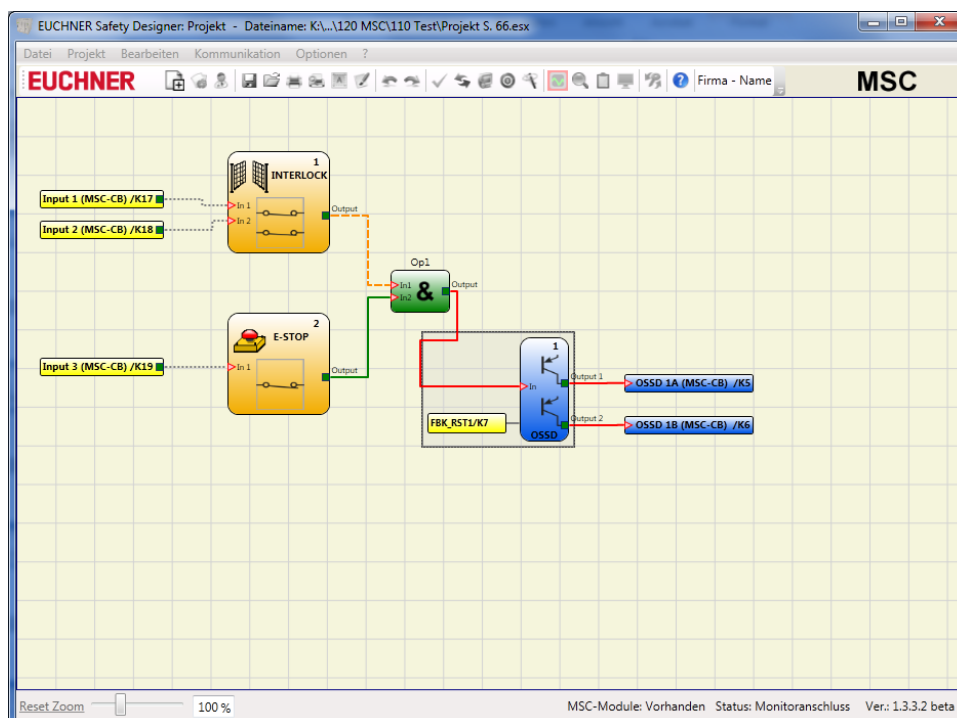 EUCHNER Safety Designer: Projekt - Dateiname: K:\...\120 MSC\110 Test\Projekt S. 66.esx
Datei Projekt Bearbeiten Kommunikation Optionen ?
EUCHNER Firma - Name MSC
1
INTERLOCK
Input 1 (MSC-CB) /K17
In 1
Output
Input 2 (MSC-CB) /K18
In 2
Op1
In1
&
Output
In2
2
E-STOP
Input 3 (MSC-CB) /K19
In 1
Output
1
In
Output 1
OSSD 1A (MSC-CB) /K5
FBK_RST1/K7
Output 2
OSSD 1B (MSC-CB) /K6
OSSD
Reset Zoom 100 % MSC-Module: Vorhanden Status: Monitoranschluss Ver.: 1.3.3.2 beta